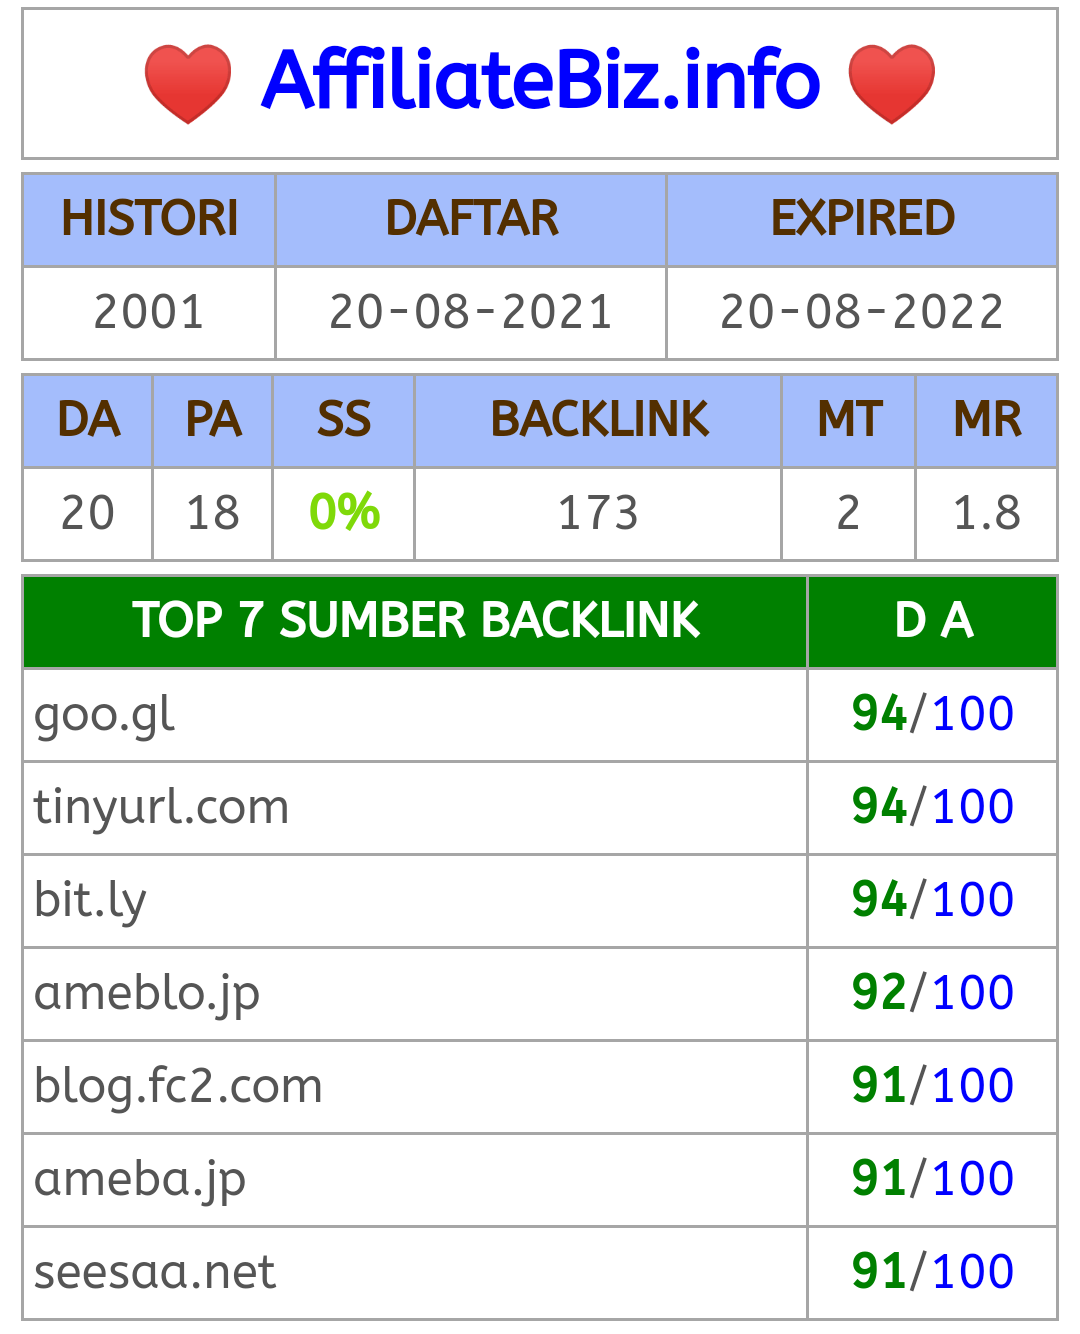 AffiliateBiz.info
HISTORI DAFTAR EXPIRED
2001 20-08-2021 20-08-2022
DA PA SS BACKLINK MT MR
20 18 0% 173 2 1.8
TOP 7 SUMBER BACKLINK D A
goo.gl 94/100
tinyurl.com 94/100
bit.ly 94/100
ameblo.jp 92/100
blog.fc2.com 91/100
ameba.jp 91/100
seesaa.net 91/100